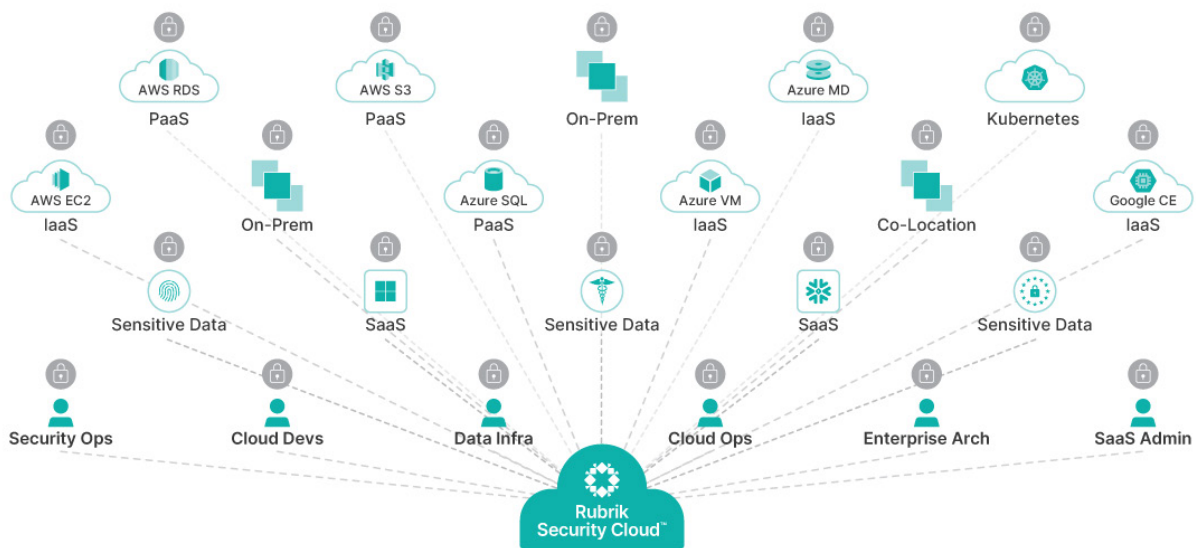 AWS RDS
PaaS
AWS S3
PaaS
On-Prem
Azure MD
IaaS
Kubernetes
AWS EC2
IaaS
On-Prem
Azure SQL
PaaS
Azure VM
IaaS
Co-Location
Google CE
IaaS
Sensitive Data
SaaS
Sensitive Data
SaaS
Sensitive Data
Security Ops
Cloud Devs
Data Infra
Cloud Ops
Enterprise Arch
SaaS Admin
Rubrik
Security Cloud™